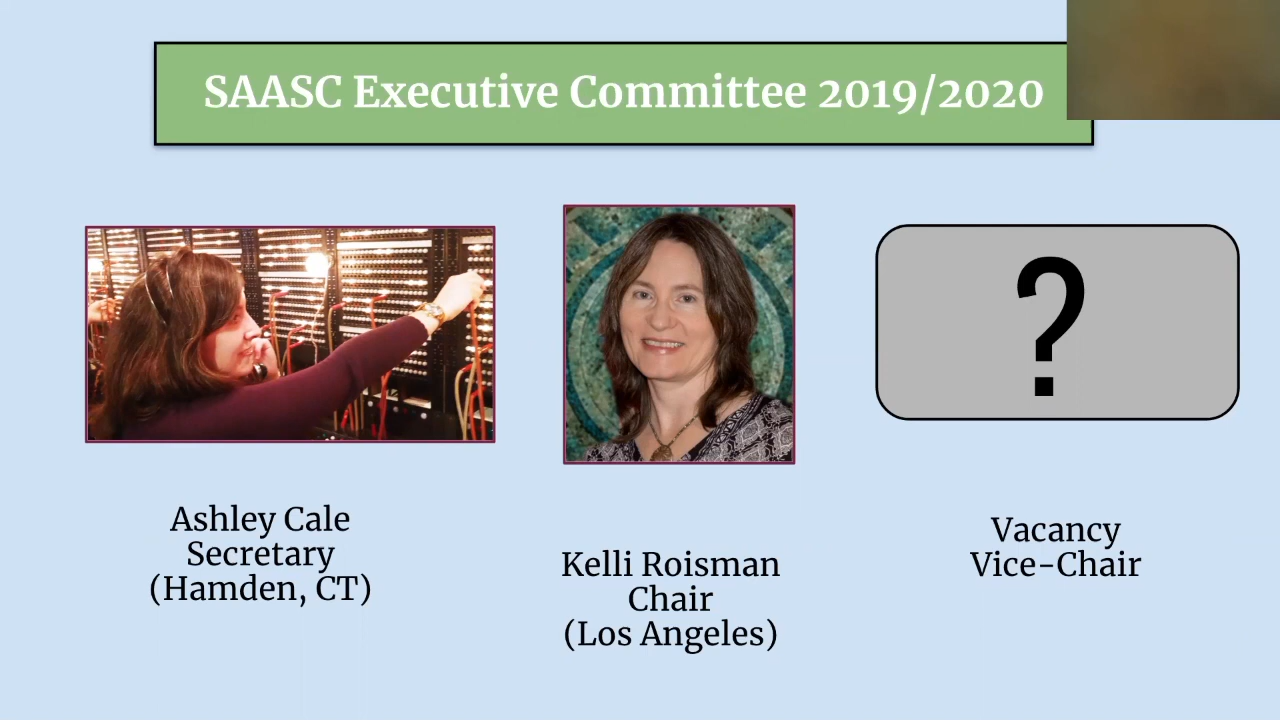 SAASC Executive Committee 2019/2020
?
Ashley Cale
Secretary
(Hamden, CT)
Kelli Roisman
Chair
(Los Angeles)
Vacancy
Vice-Chair